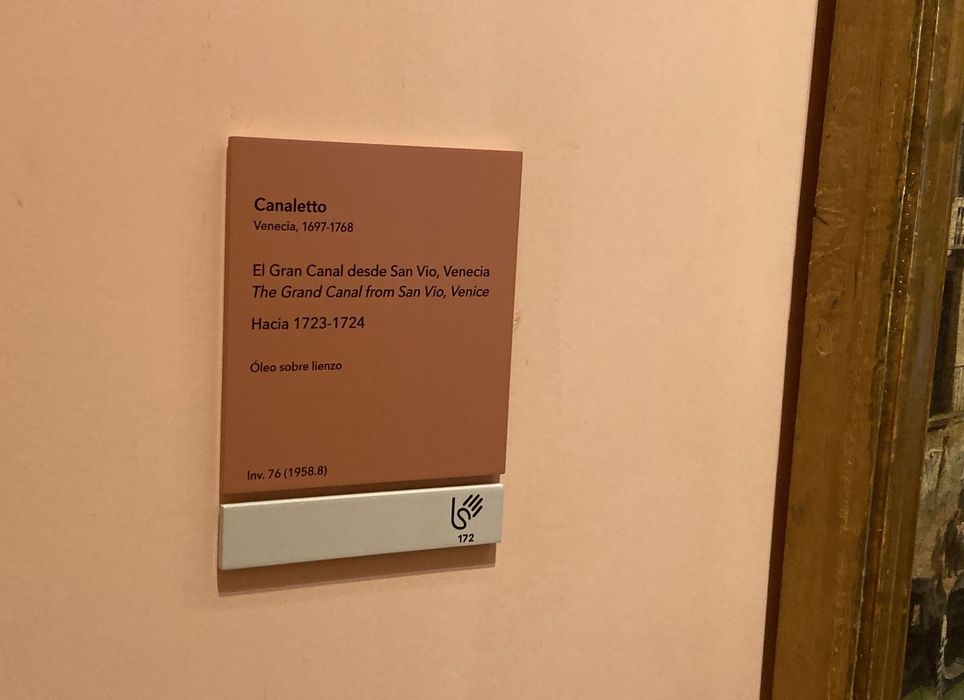 Canaletto
Venecia, 1697-1768
El Gran Canal desde San Vio, Venecia
The Grand Canal from San Vio, Venice
Hacia 1723-1724
Óleo sobre lienzo
Inv. 76 (1958.8)
172